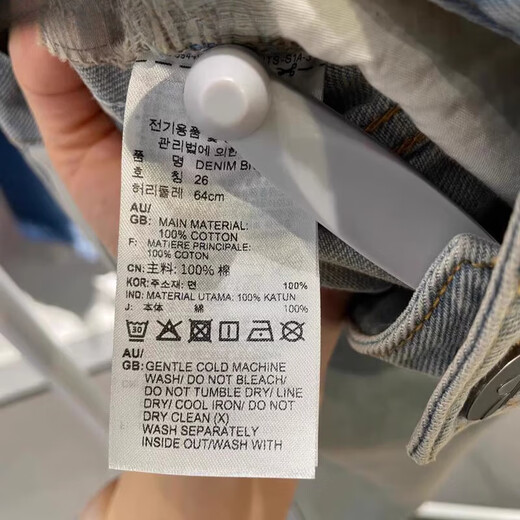 전기용품 및
관리법에 의한
품 명 DENIM
호 칭 26
허리둘레 64cm
AU/
GB: MAIN MATERIAL:
100% COTTON
F: MATIÈRE PRINCIPALE:
100% COTON
CN: 主料: 100% 棉
KOR: 주소재: 면 100%
IND: MATERIAL UTAMA: 100% KATUN
J: 本体 綿 100%
30
AU/
GB: GENTLE COLD MACHINE
WASH/ DO NOT BLEACH/
DO NOT TUMBLE DRY/ LINE
DRY/ COOL IRON/ DO NOT
DRY CLEAN (X)
WASH SEPARATELY
INSIDE OUT/WASH WITH